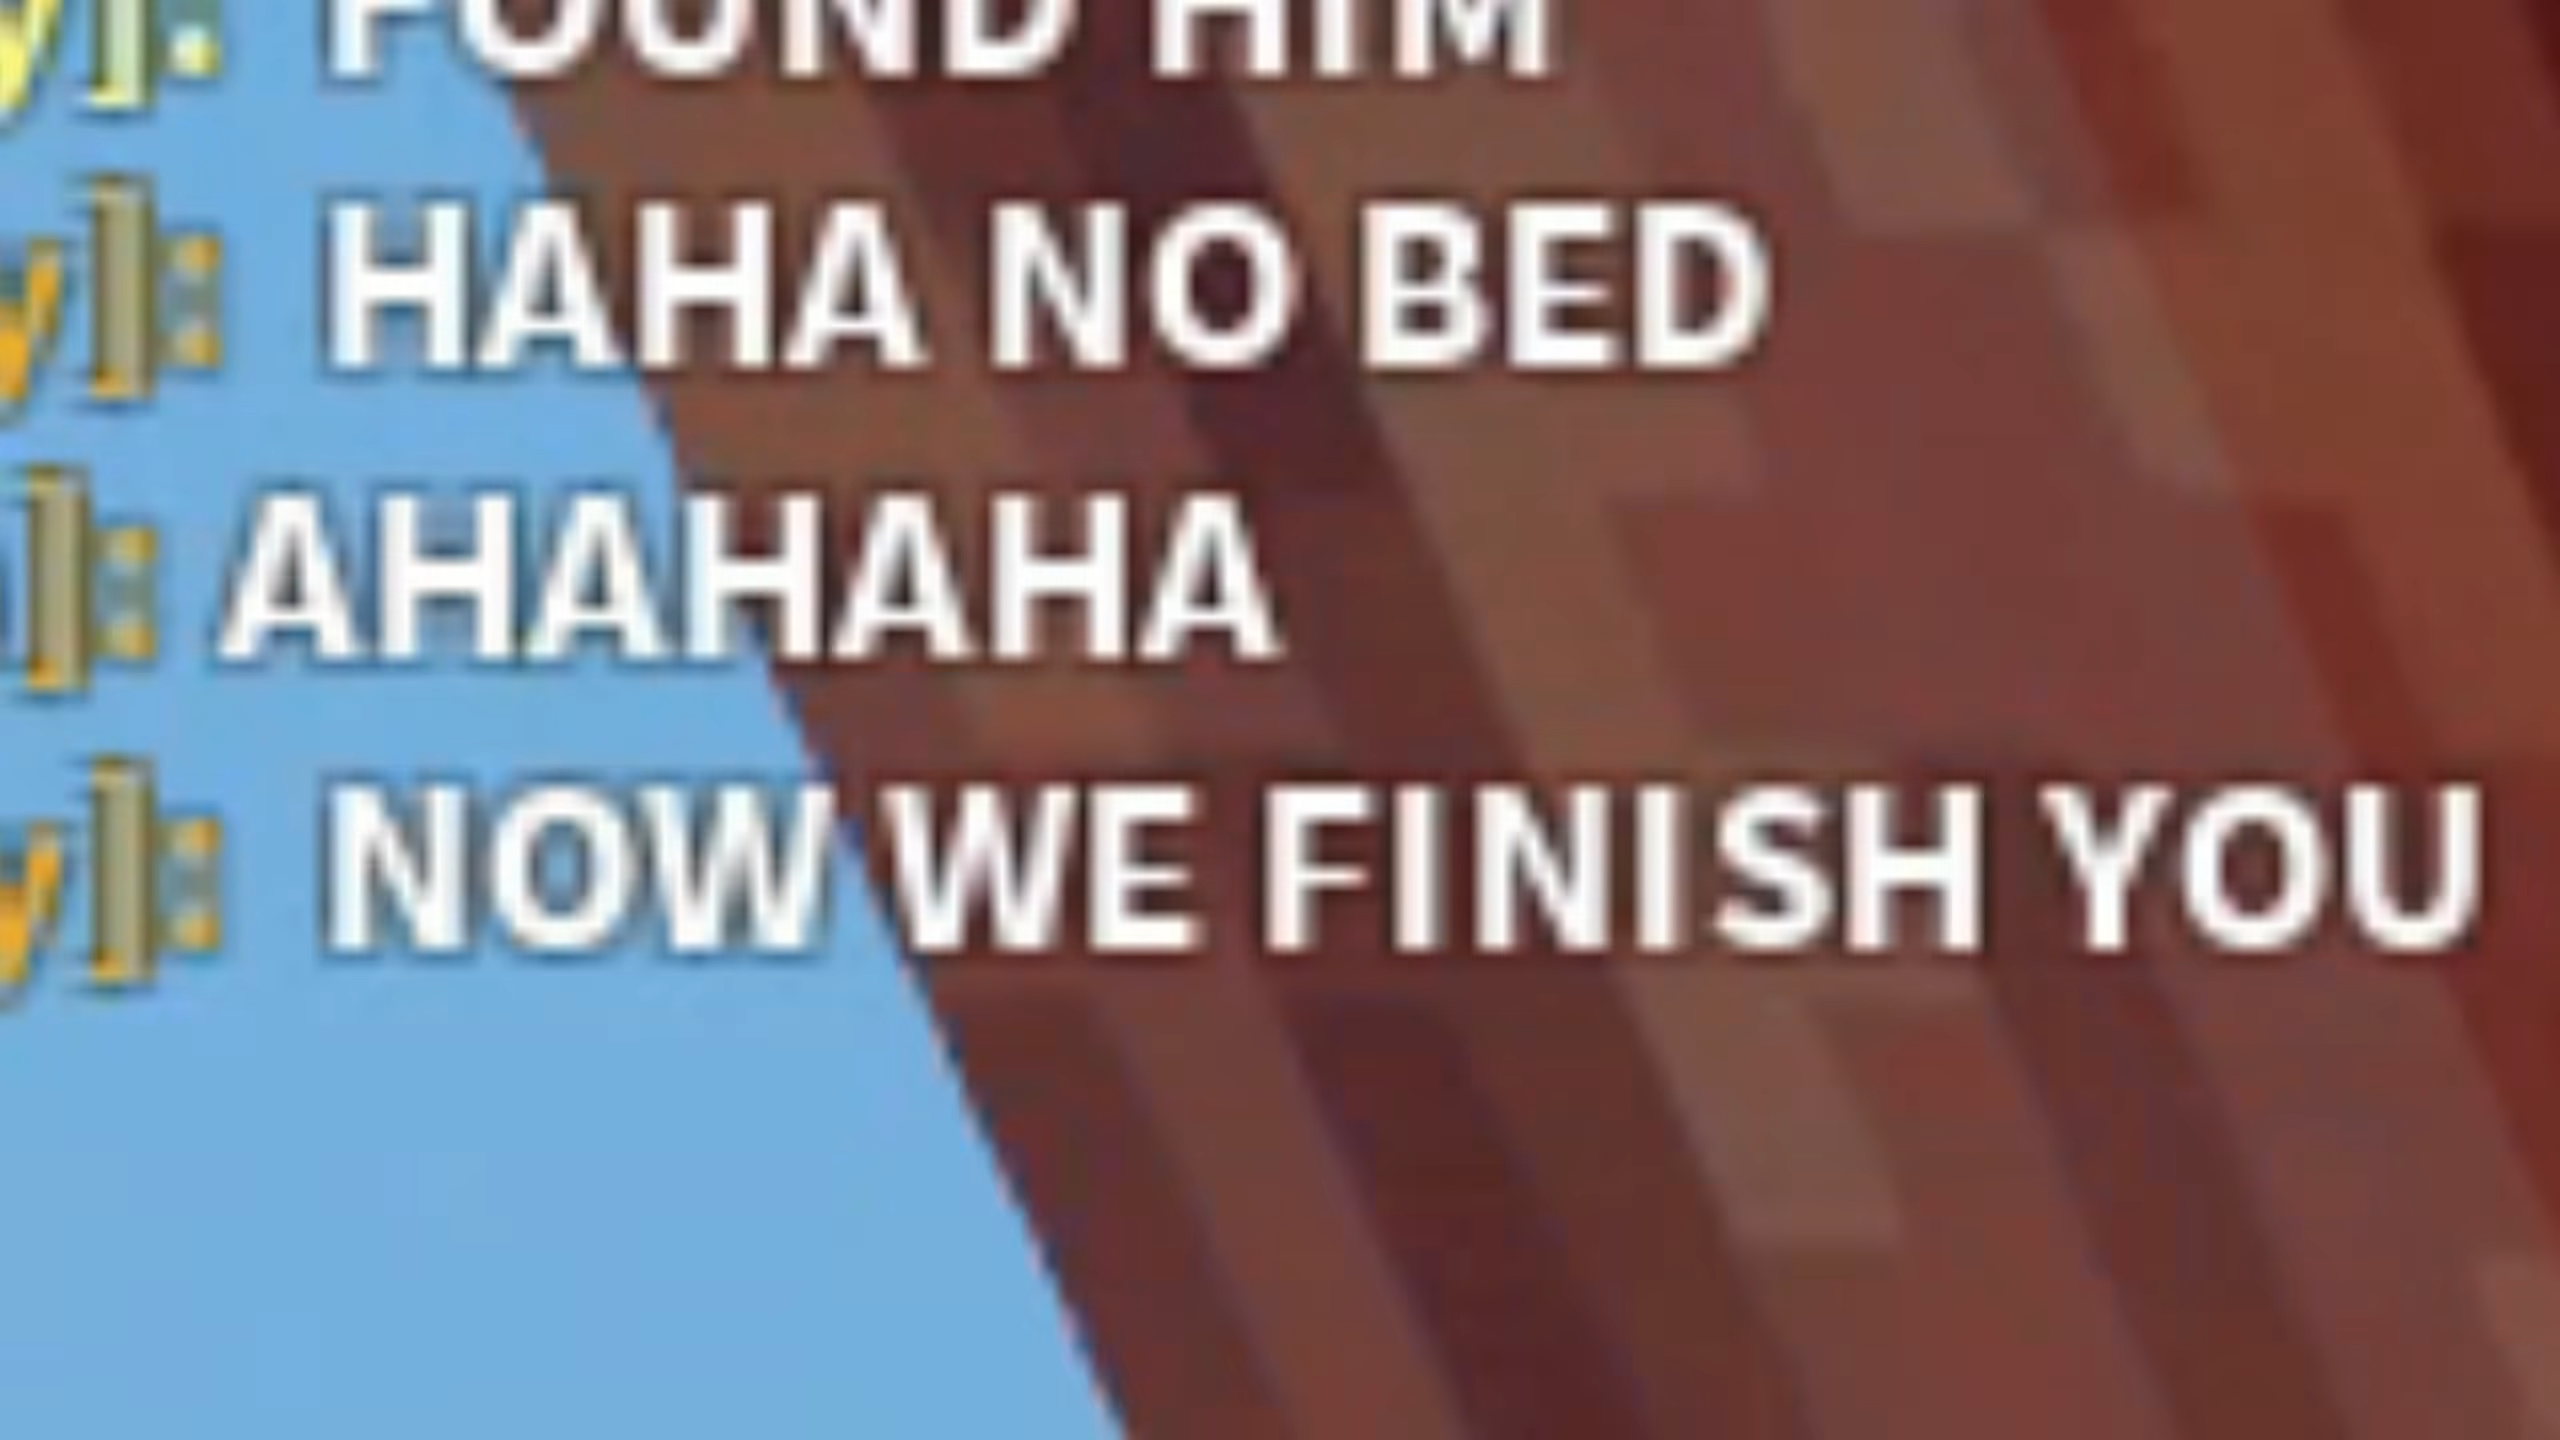 y]: FOUND HIM
y]: HAHA NO BED
]: AHAHAHA
y]: NOW WE FINISH YOU